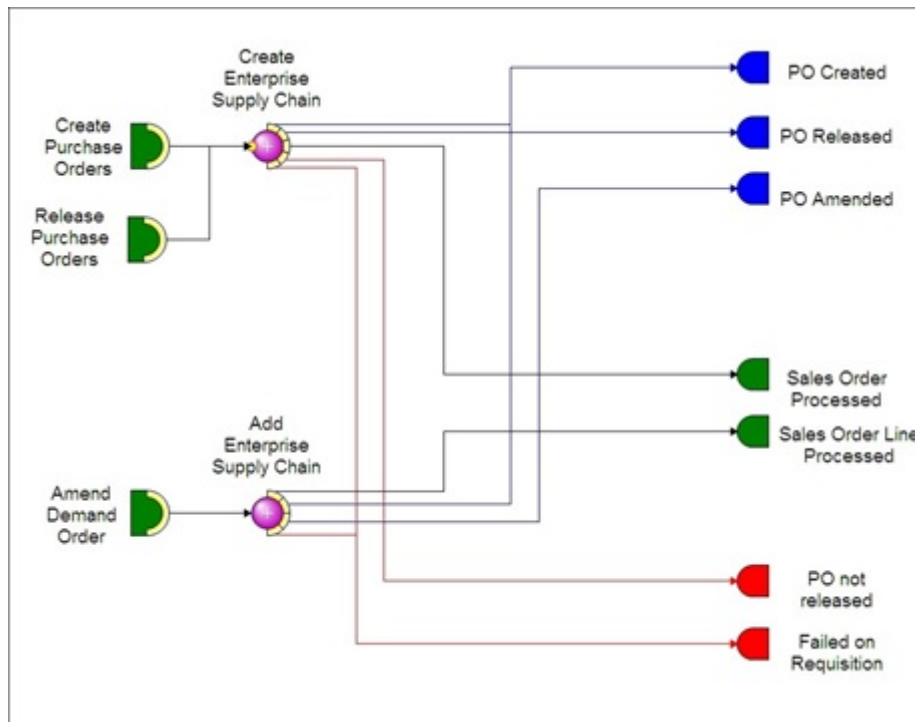 Create
Enterprise
Supply Chain
PO Created
Create
Purchase
Orders
PO Released
PO Amended
Release
Purchase
Orders
Sales Order
Processed
Add
Enterprise
Supply Chain
Sales Order Line
Processed
Amend
Demand
Order
PO not
released
Failed on
Requisition